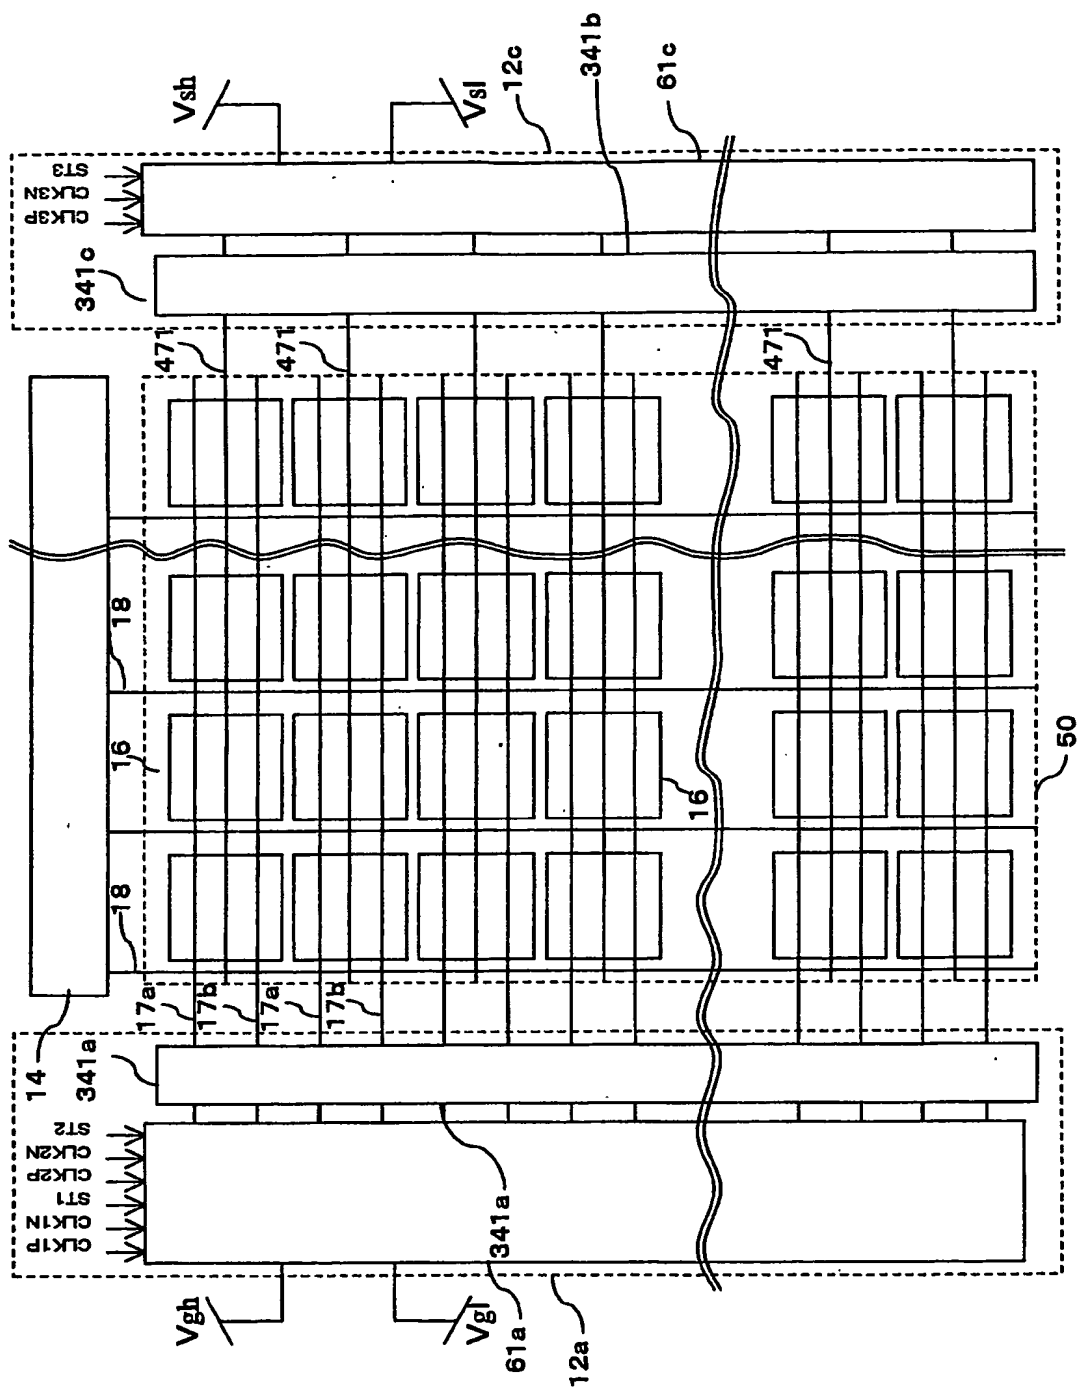 Vsh
Vsl
12c
341b
61c
ST3
CLK3N
CLK3P
341c
471
471
471
18
16
18
16
50
17a
17b
17a
17b
14
341a
ST2
CLK2N
CLK2P
ST1
CLK1N
CLK1P
341a
Vgh
Vgl
61a
12a